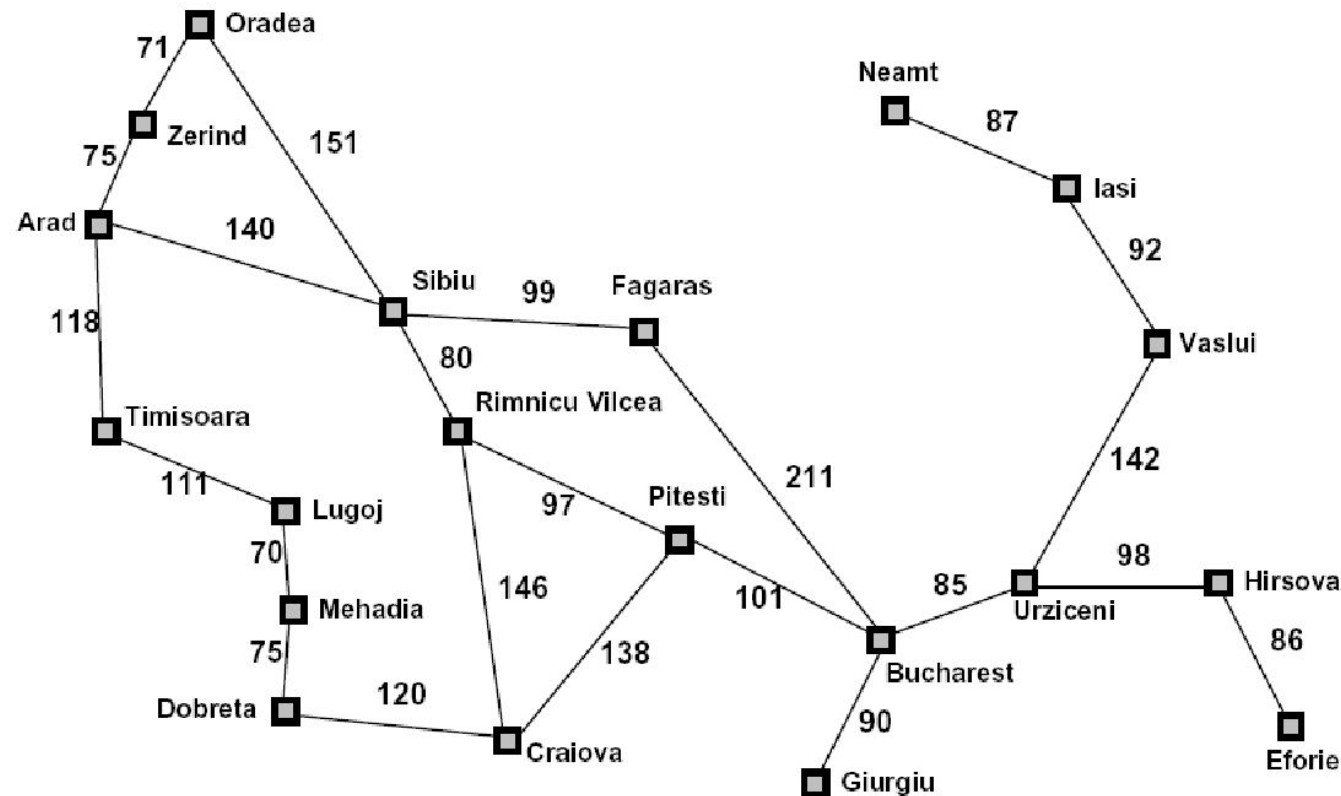 Oradea
71
Neamt
87
Zerind
151
75
Iasi
Arad
140
92
Sibiu
99
Fagaras
118
Vaslui
80
Rimnicu Vilcea
Timisoara
142
211
111
Pitesti
Lugoj
97
70
98
Hirsova
146
101
85
Urziceni
Mehadia
86
75
138
Bucharest
120
Dobreta
90
Craiova
Eforie
Giurgiu